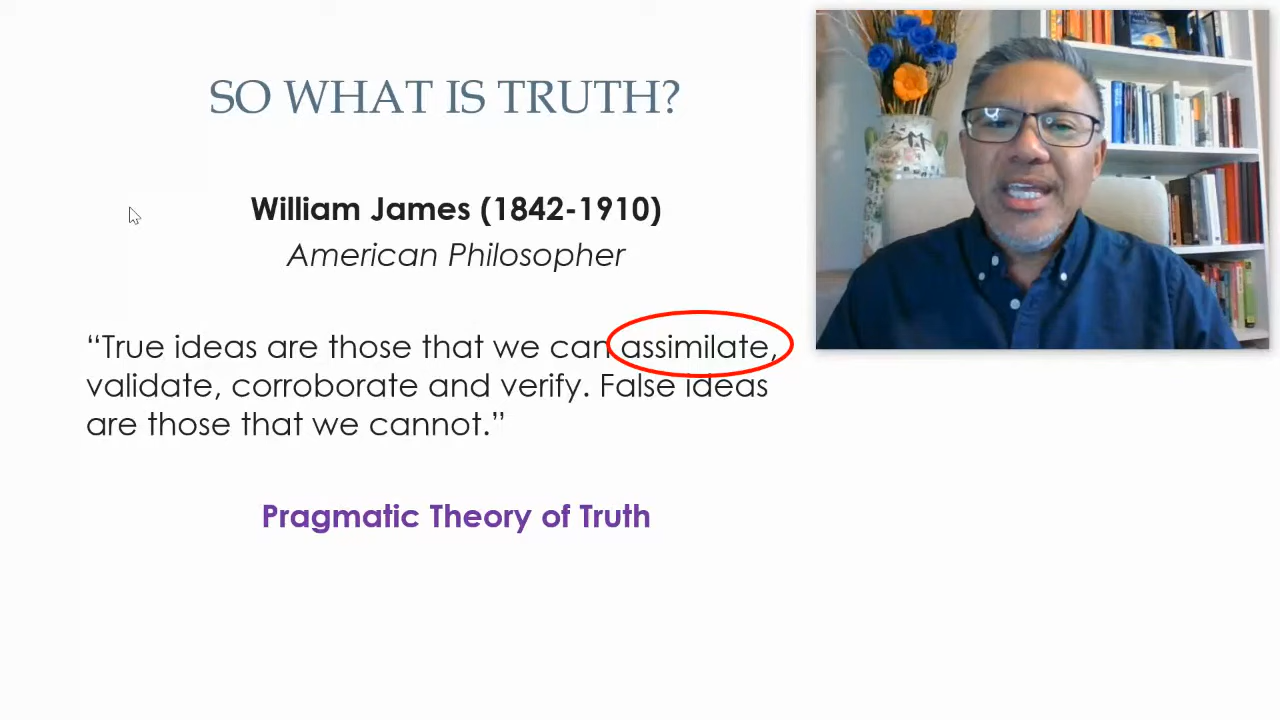 SO WHAT IS TRUTH?
William James (1842-1910)
American Philosopher
“True ideas are those that we can assimilate,
validate, corroborate and verify. False ideas
are those that we cannot.”
Pragmatic Theory of Truth